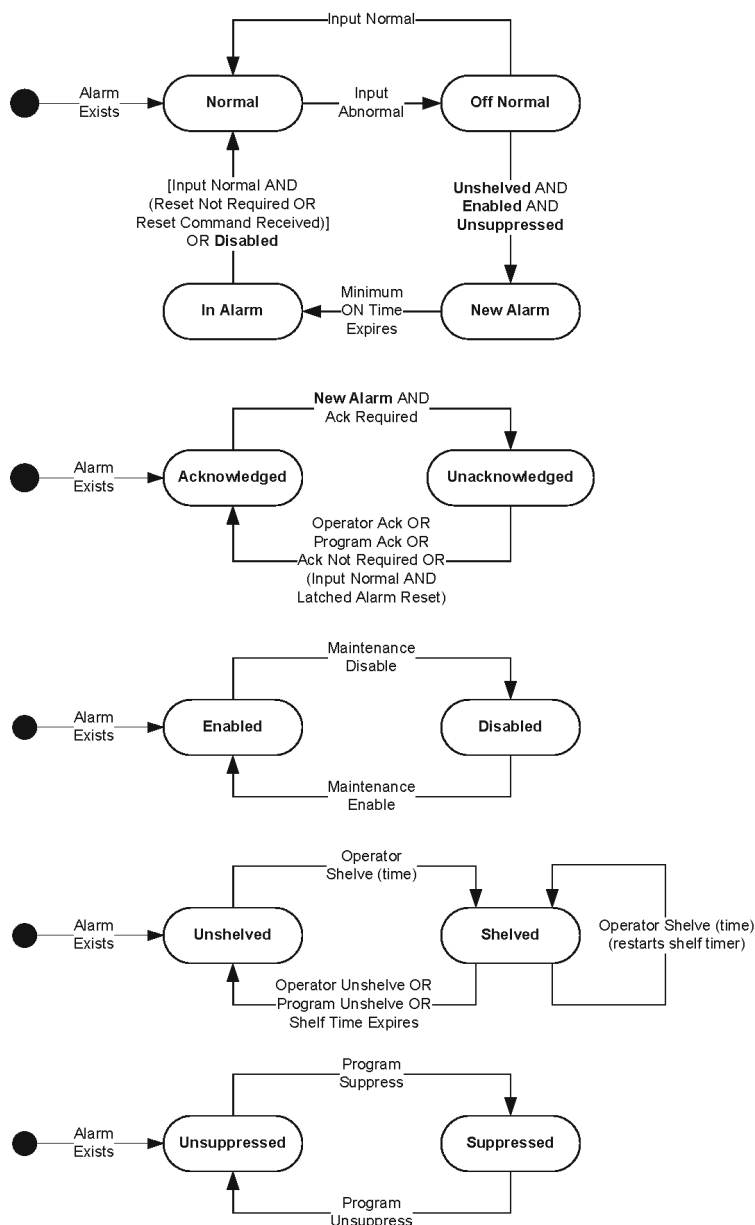 Input Normal
Alarm
Exists
Normal
Input
Abnormal
Off Normal
[Input Normal AND
(Reset Not Required OR
Reset Command Received)]
OR Disabled
Unshelved AND
Enabled AND
Unsuppressed
In Alarm
Minimum
ON Time
Expires
New Alarm
New Alarm AND
Ack Required
Alarm
Exists
Acknowledged
Unacknowledged
Operator Ack OR
Program Ack OR
Ack Not Required OR
(Input Normal AND
Latched Alarm Reset)
Maintenance
Disable
Alarm
Exists
Enabled
Disabled
Maintenance
Enable
Operator
Shelve (time)
Alarm
Exists
Unshelved
Shelved
Operator Shelve (time)
(restarts shelf timer)
Operator Unshelve OR
Program Unshelve OR
Shelf Time Expires
Program
Suppress
Alarm
Exists
Unsuppressed
Suppressed
Program
Unsuppress